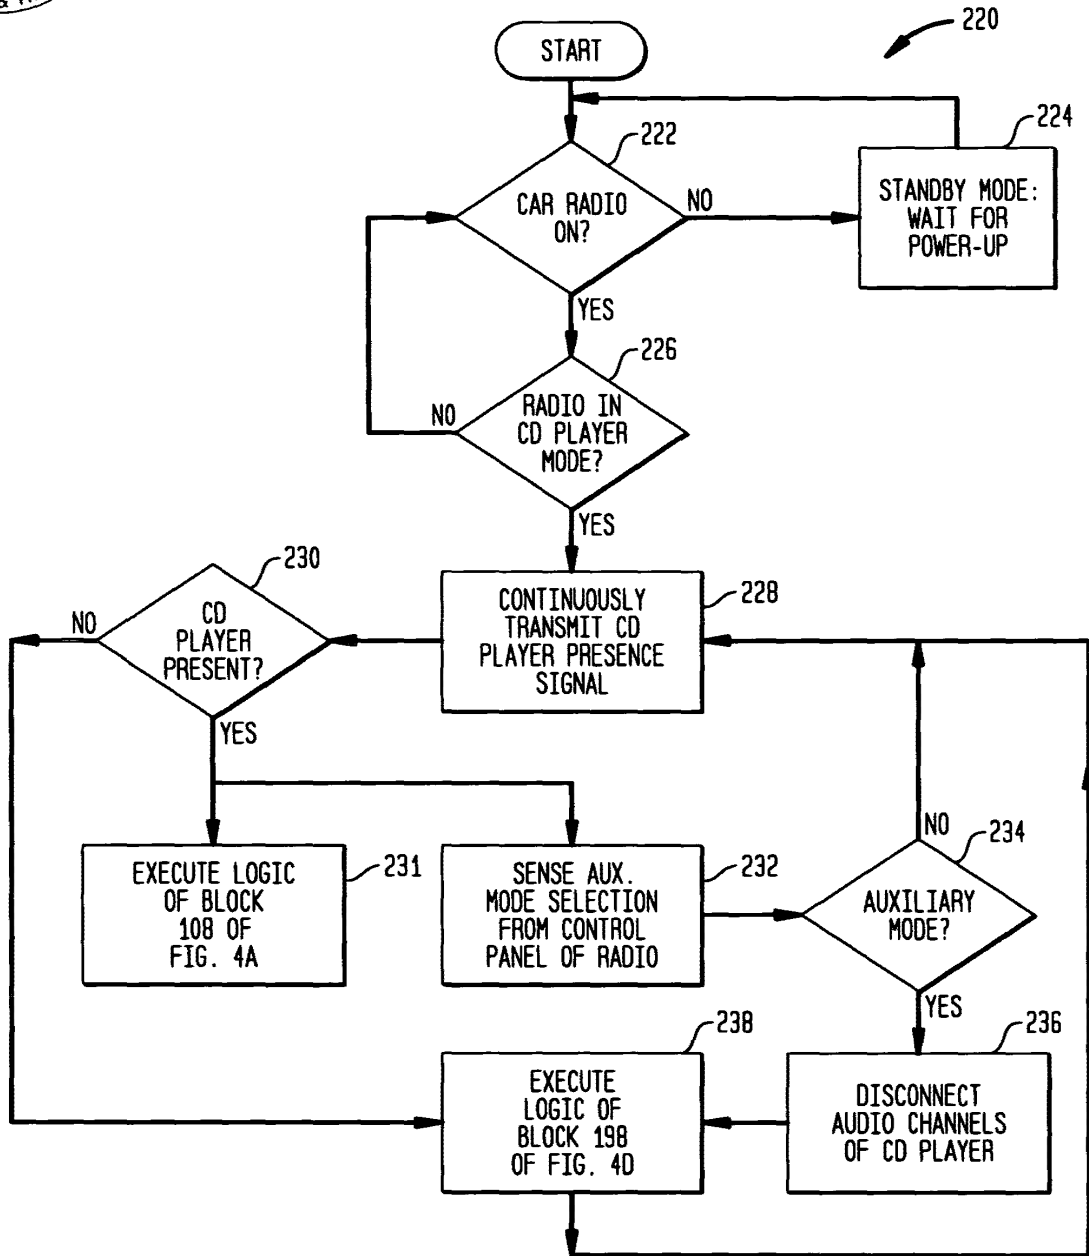 220
START
222
224
CAR RADIO
ON?
NO
STANDBY MODE:
WAIT FOR
POWER-UP
YES
226
NO
RADIO IN
CD PLAYER
MODE?
YES
230
228
NO
CD
PLAYER
PRESENT?
CONTINUOUSLY
TRANSMIT CD
PLAYER PRESENCE
SIGNAL
YES
NO
231
232
234
EXECUTE LOGIC
OF BLOCK
108 OF
FIG. 4A
SENSE AUX.
MODE SELECTION
FROM CONTROL
PANEL OF RADIO
AUXILIARY
MODE?
YES
238
236
EXECUTE
LOGIC OF
BLOCK 198
OF FIG. 4D
DISCONNECT
AUDIO CHANNELS
OF CD PLAYER